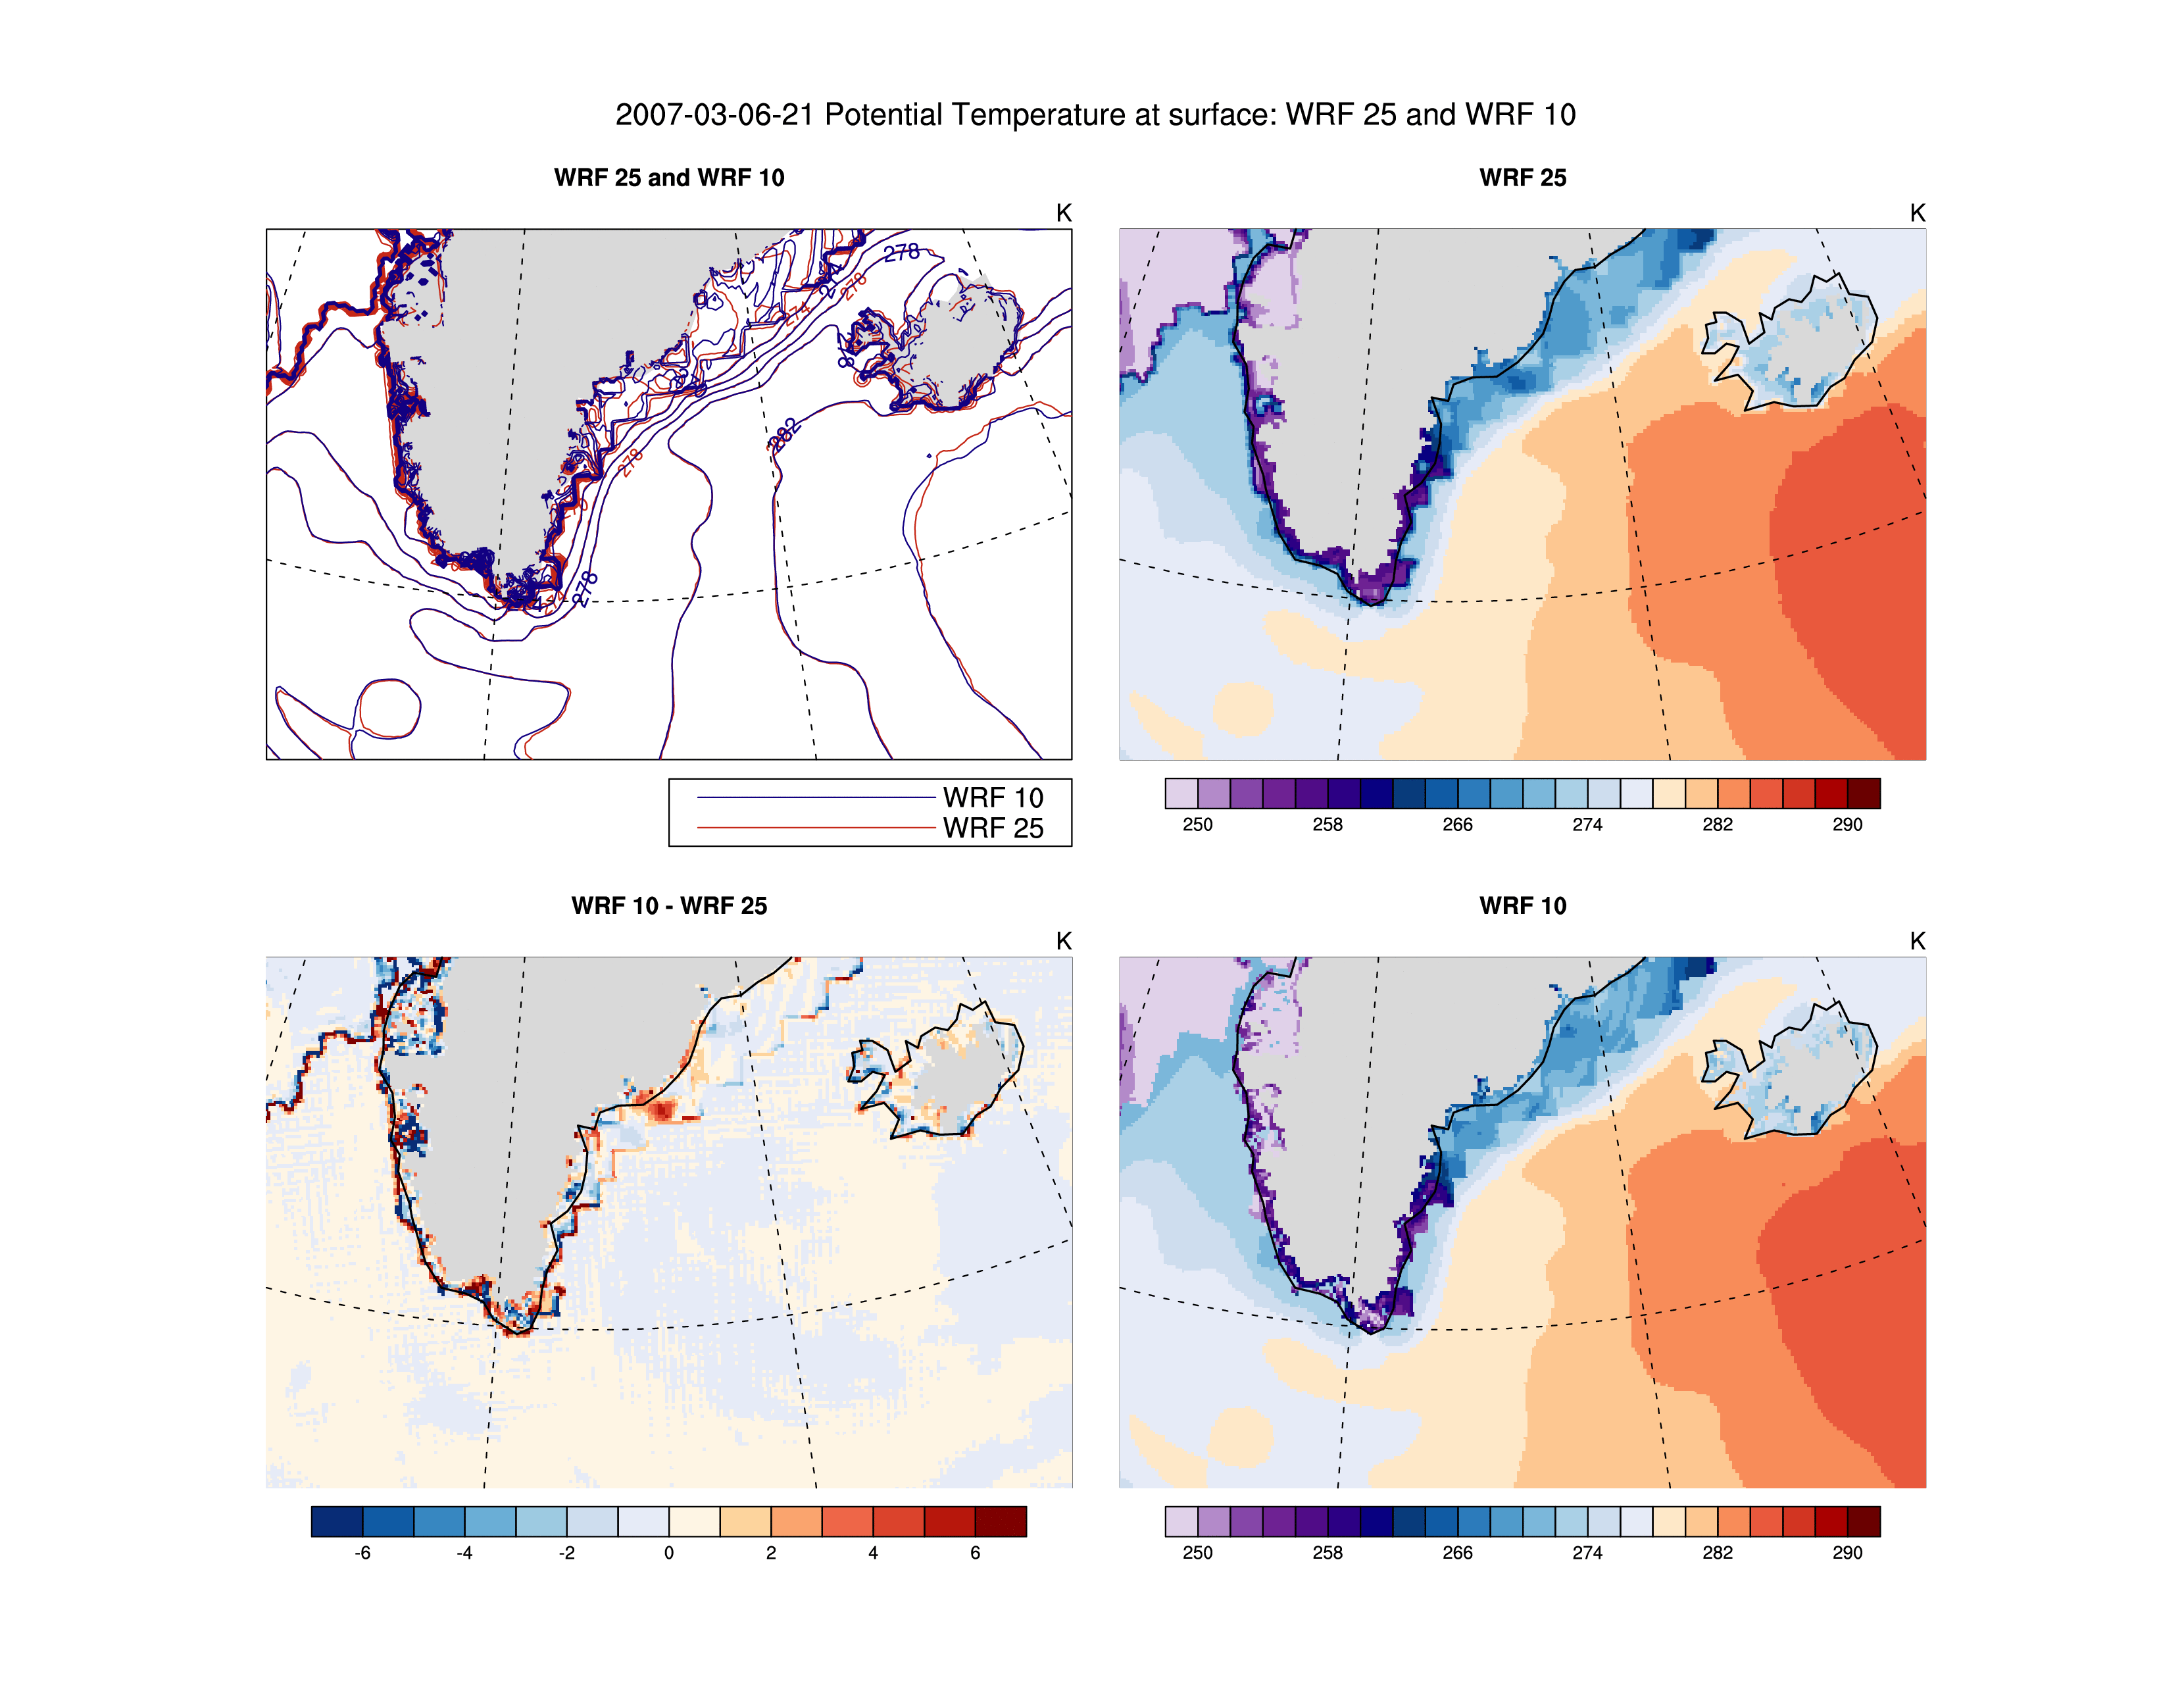 2007-03-06-21 Potential Temperature at surface: WRF 25 and WRF 10
WRF 25 and WRF 10
K
278
274
278
282
278
278
WRF 10
WRF 25
WRF 25
K
250 258 266 274 282 290
WRF 10 - WRF 25
K
-6 -4 -2 0 2 4 6
WRF 10
K
250 258 266 274 282 290